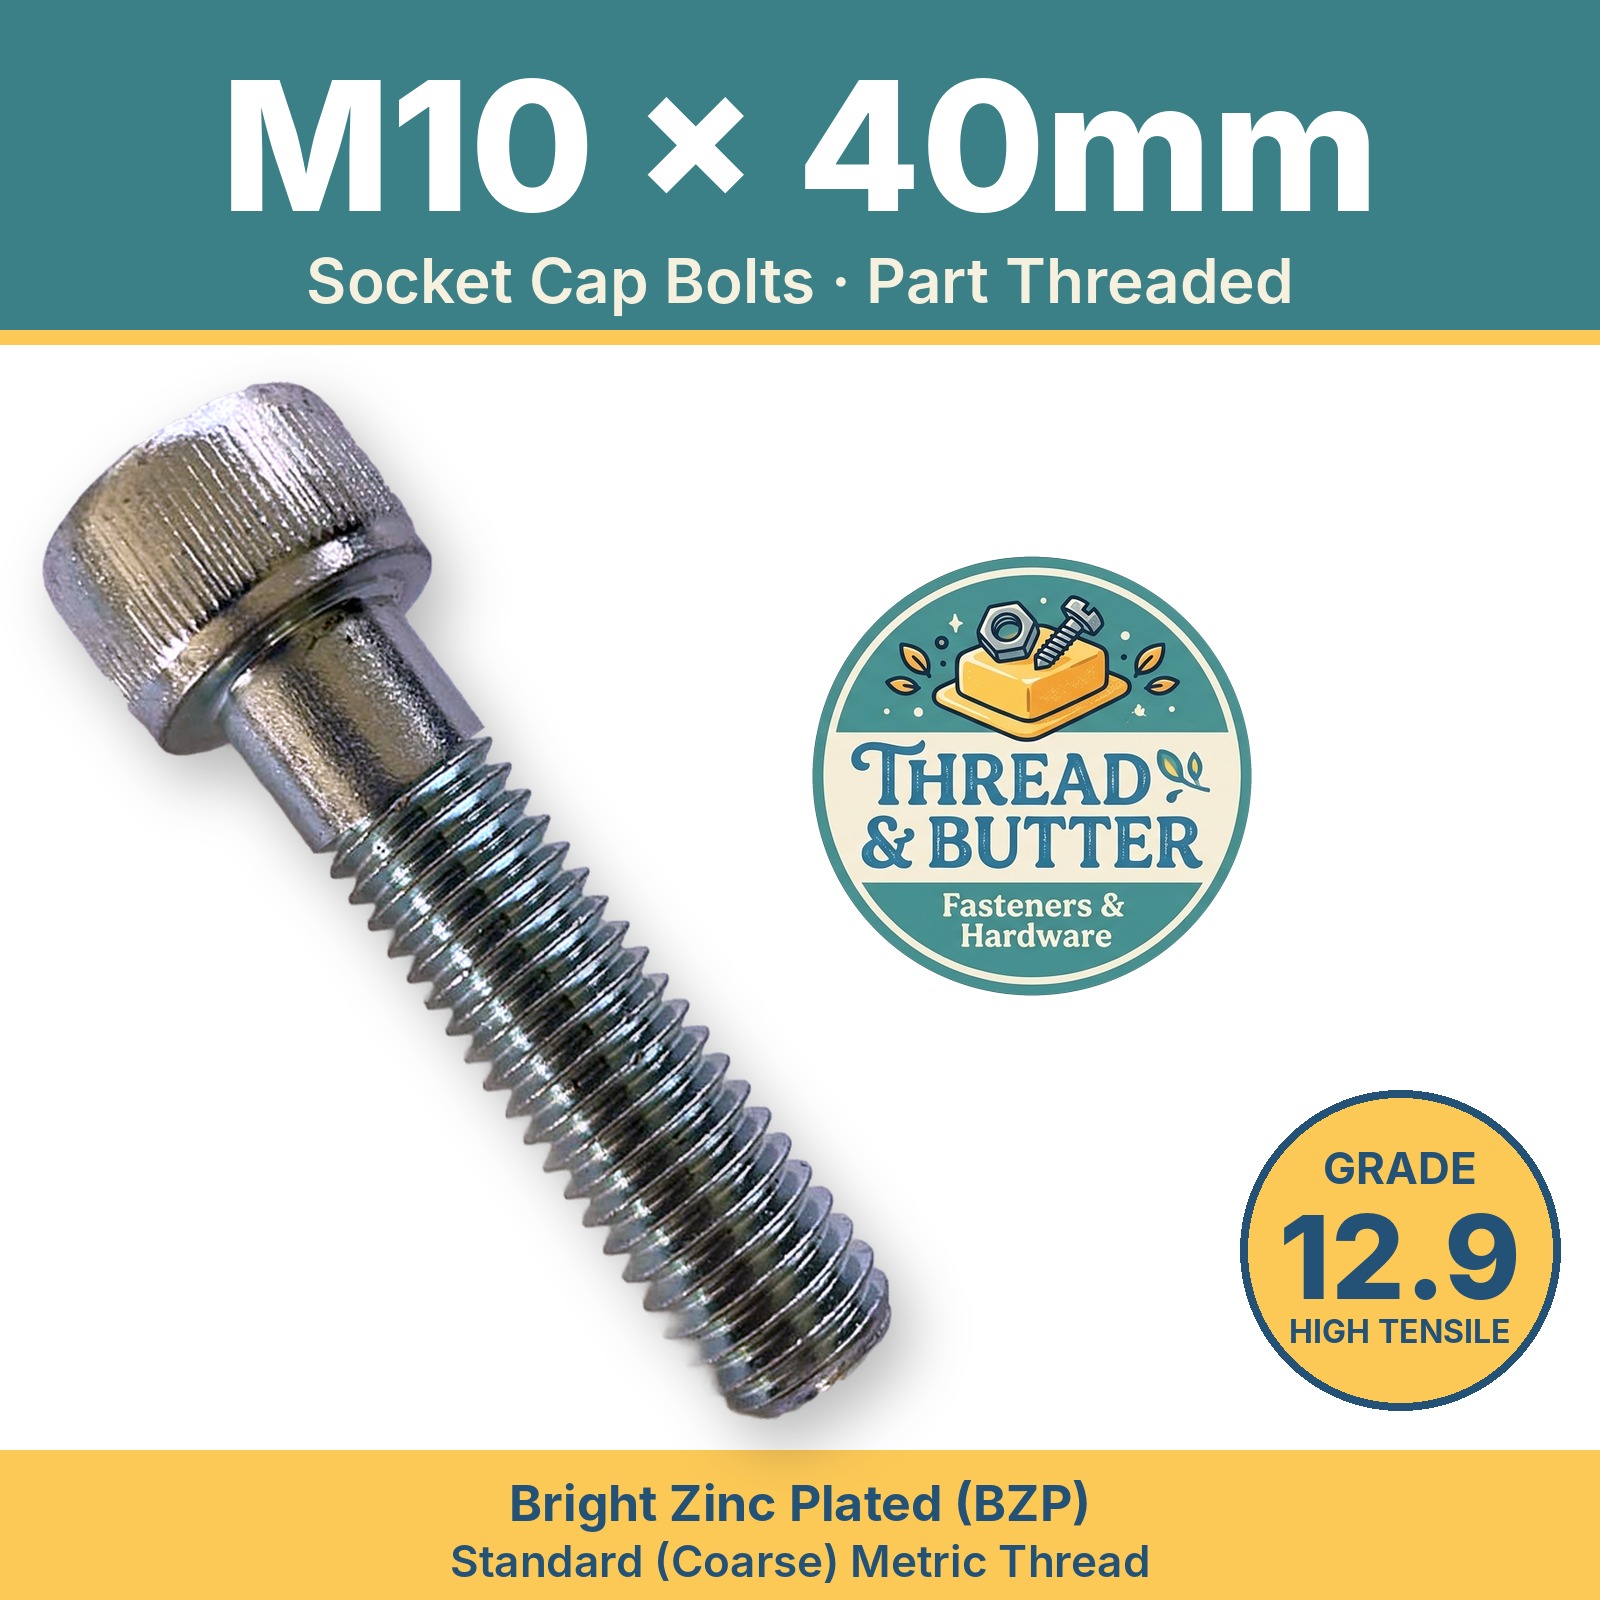 M10 × 40mm
Socket Cap Bolts · Part Threaded
THREAD
& BUTTER
Fasteners &
Hardware
GRADE
12.9
HIGH TENSILE
Bright Zinc Plated (BZP)
Standard (Coarse) Metric Thread